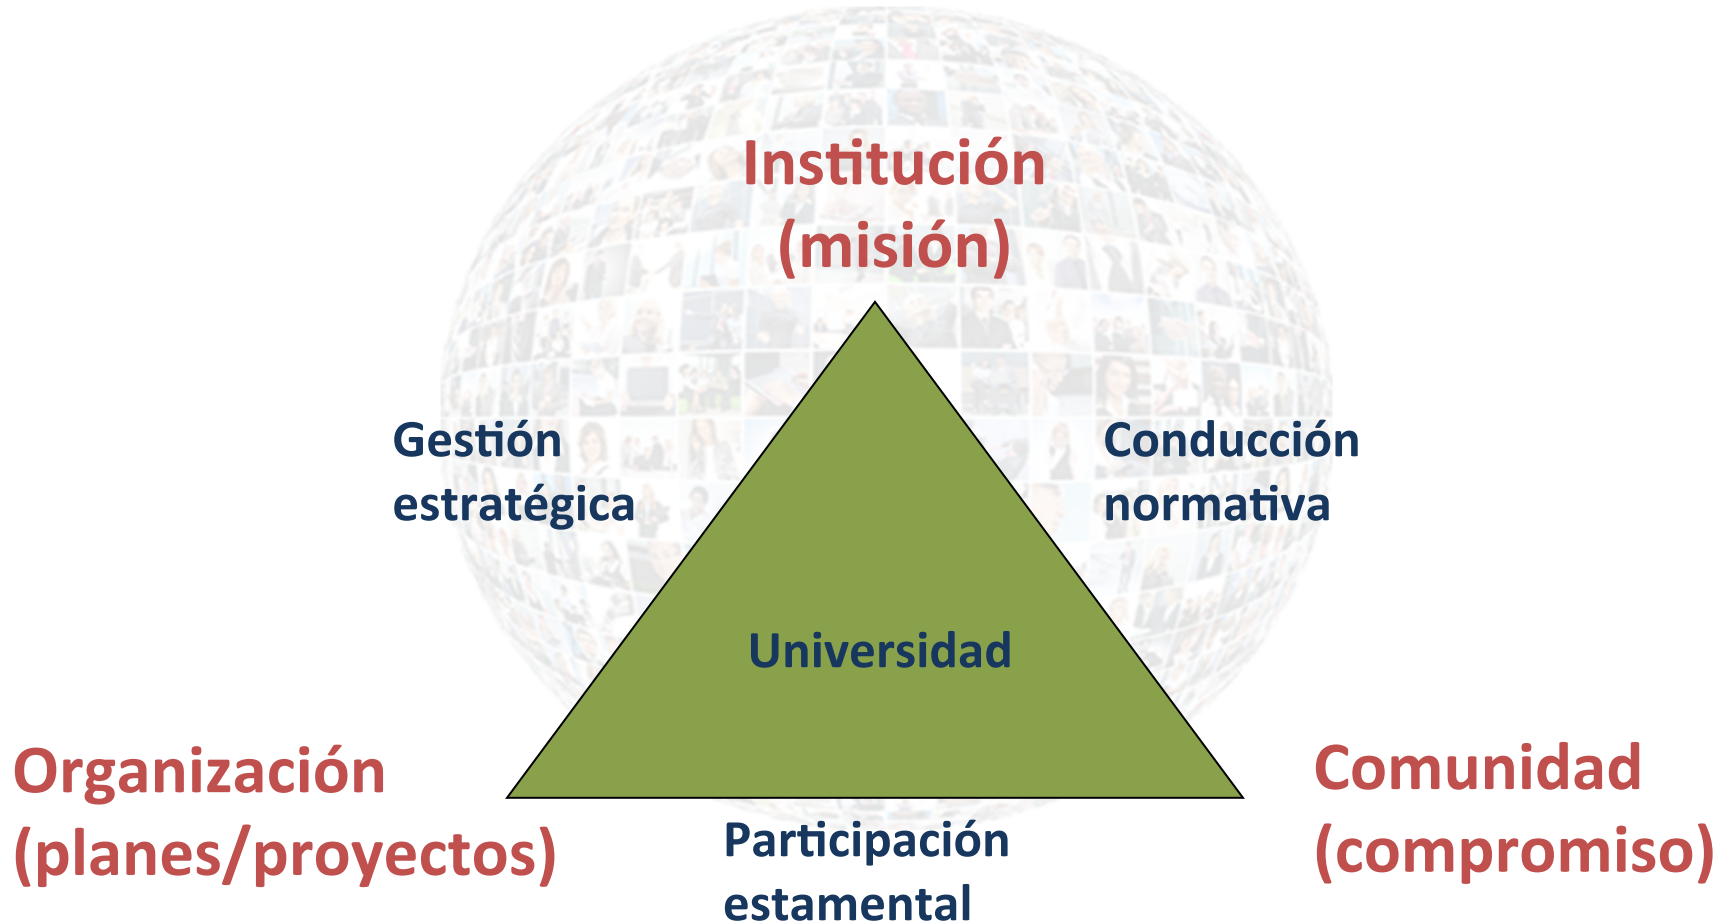 Institución
(misión)
Gestión
estratégica
Conducción
normativa
Universidad
Organización
(planes/proyectos)
Comunidad
(compromiso)
Participación
estamental